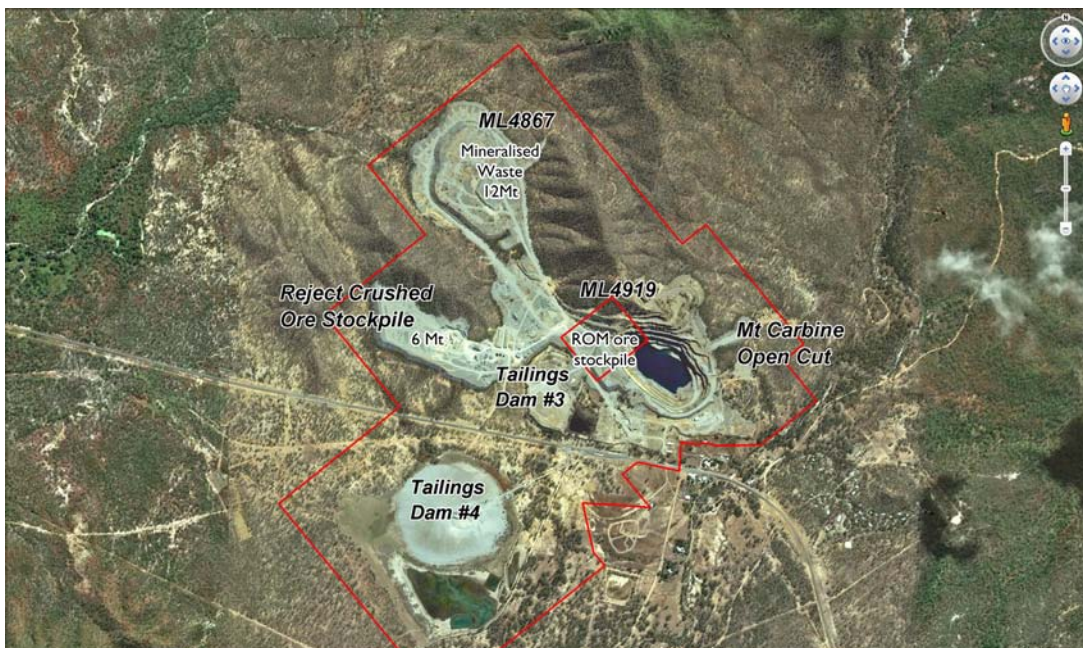 ML4867
Mineralised
Waste
12Mt
Reject Crushed
Ore Stockpile
6 Mt
ML4919
ROM ore
stockpile
Mt Carbine
Open Cut
Tailings
Dam #3
Tailings
Dam #4
N